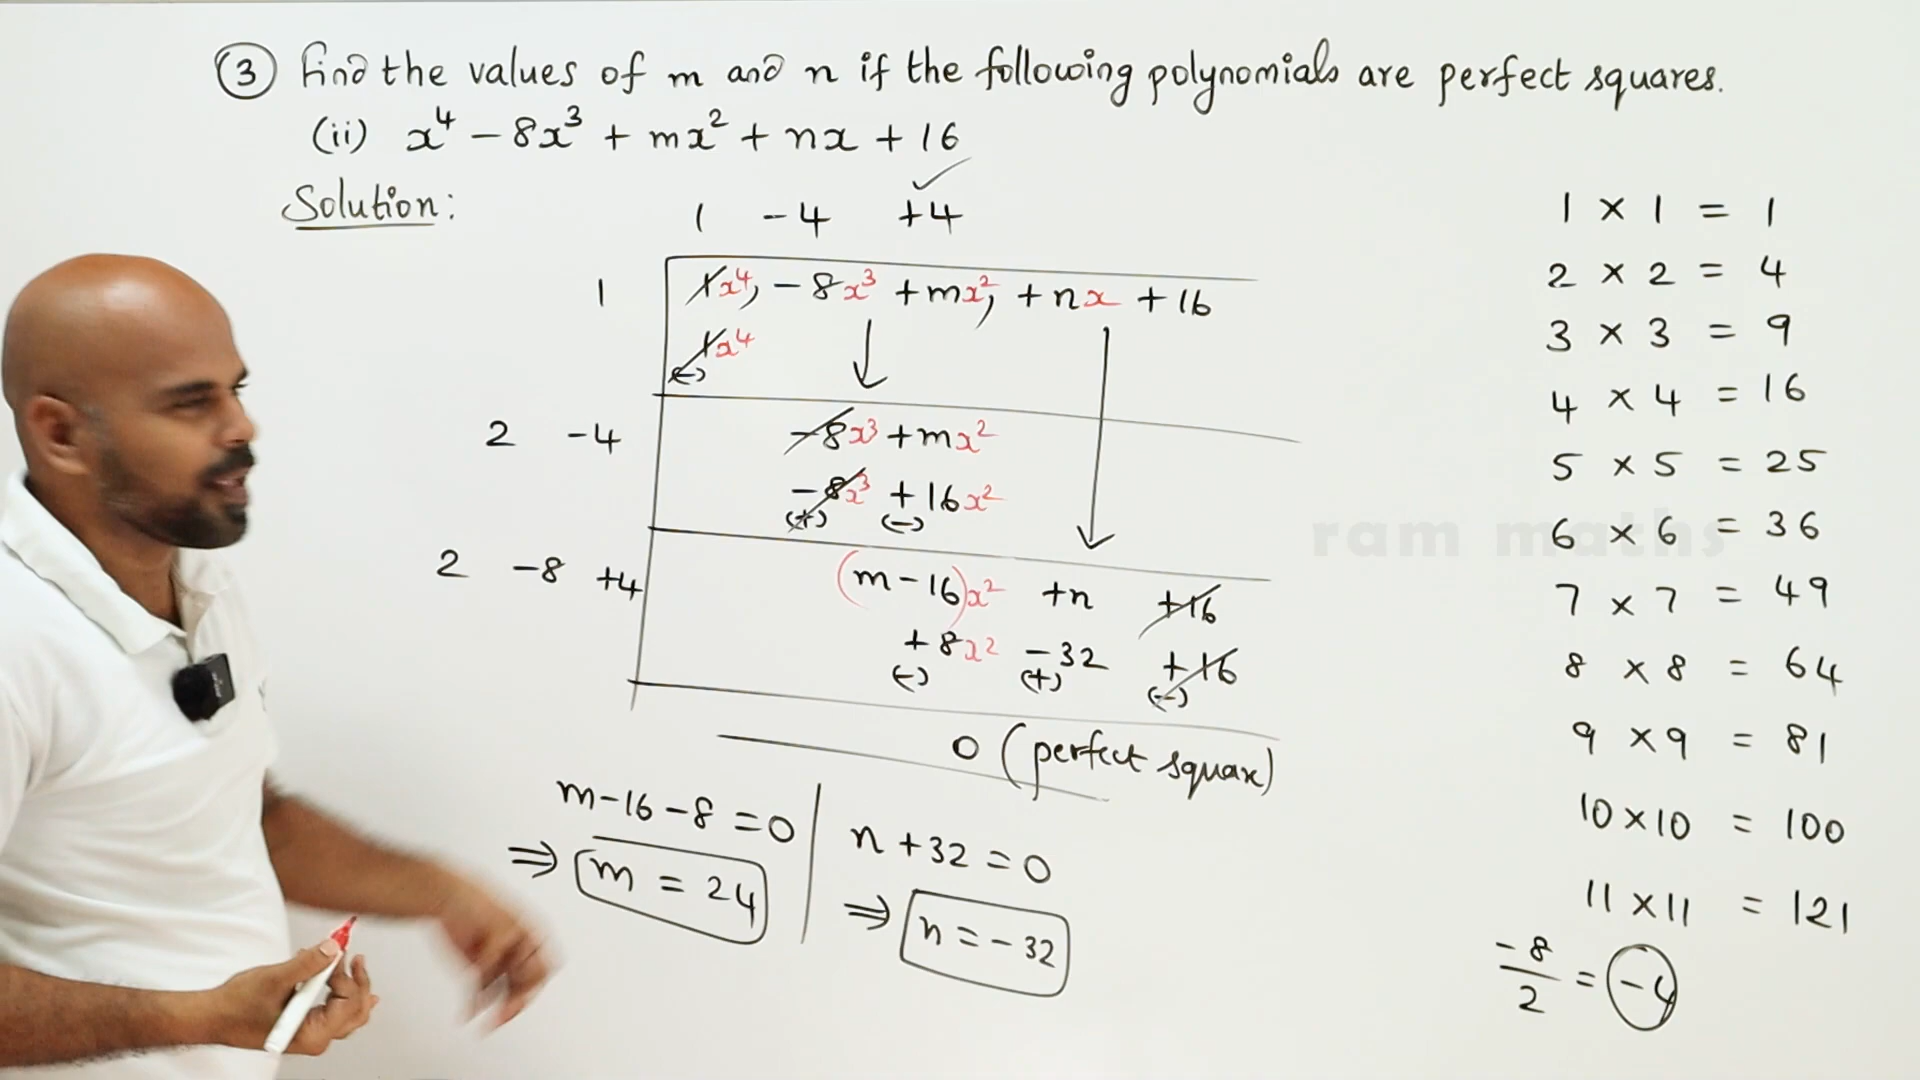 ③ Find the values of m and n if the following polynomials are perfect squares.
(ii) x⁴ - 8x³ + mx² + nx + 16
Solution:
1 -4 +4
1 1x⁴, - 8x³ + mx², + nx + 16
1x⁴
(-)
2 -4 -8x³ + mx²
-8x³ + 16x²
(+) (-)
2 -8 +4 (m-16)x² +n +16
+8x² -32 +16
(-) (+) (-)
0 (perfect square)
m-16-8 = 0
⇒ m = 24
n + 32 = 0
⇒ n = -32
1 × 1 = 1
2 × 2 = 4
3 × 3 = 9
4 × 4 = 16
5 × 5 = 25
6 × 6 = 36
7 × 7 = 49
8 × 8 = 64
9 × 9 = 81
10 × 10 = 100
11 × 11 = 121
-8/2 = -4
ram maths